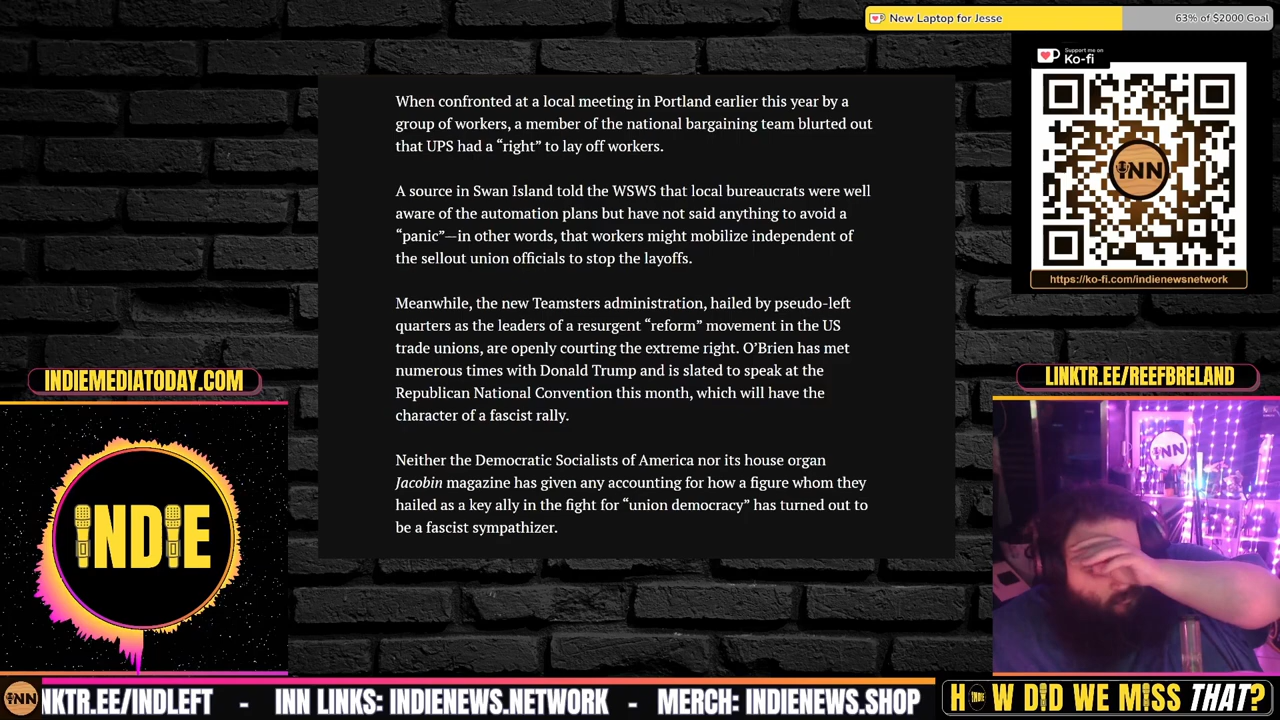 New Laptop for Jesse
63% of $2000 Goal
Support me on
Ko-fi
iNN
https://ko-fi.com/indienewsnetwork
When confronted at a local meeting in Portland earlier this year by a
group of workers, a member of the national bargaining team blurted out
that UPS had a “right” to lay off workers.
A source in Swan Island told the WSWS that local bureaucrats were well
aware of the automation plans but have not said anything to avoid a
“panic”—in other words, that workers might mobilize independent of
the sellout union officials to stop the layoffs.
Meanwhile, the new Teamsters administration, hailed by pseudo-left
quarters as the leaders of a resurgent “reform” movement in the US
trade unions, are openly courting the extreme right. O’Brien has met
numerous times with Donald Trump and is slated to speak at the
Republican National Convention this month, which will have the
character of a fascist rally.
Neither the Democratic Socialists of America nor its house organ
Jacobin magazine has given any accounting for how a figure whom they
hailed as a key ally in the fight for “union democracy” has turned out to
be a fascist sympathizer.
INDIEMEDIATODAY.COM
INDIE
LINKTR.EE/REEFBRELAND
iNN
iNN
NKTR.EE/INDLEFT - IN LINKS: INDIENEWS.NETWORK - MERCH: INDIENEWS.SHOP
HOW DID WE MISS THAT?